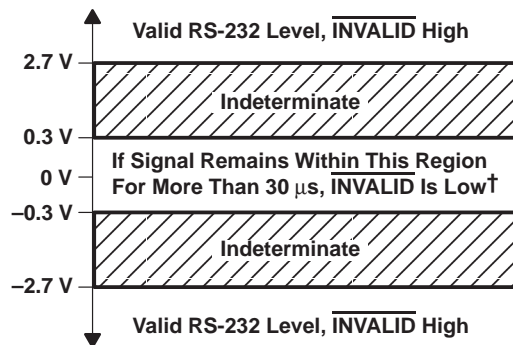 Valid RS-232 Level, INVALID High
2.7 V
Indeterminate
0.3 V
If Signal Remains Within This Region
0 V
For More Than 30 μs, INVALID Is Low†
−0.3 V
Indeterminate
−2.7 V
Valid RS-232 Level, INVALID High